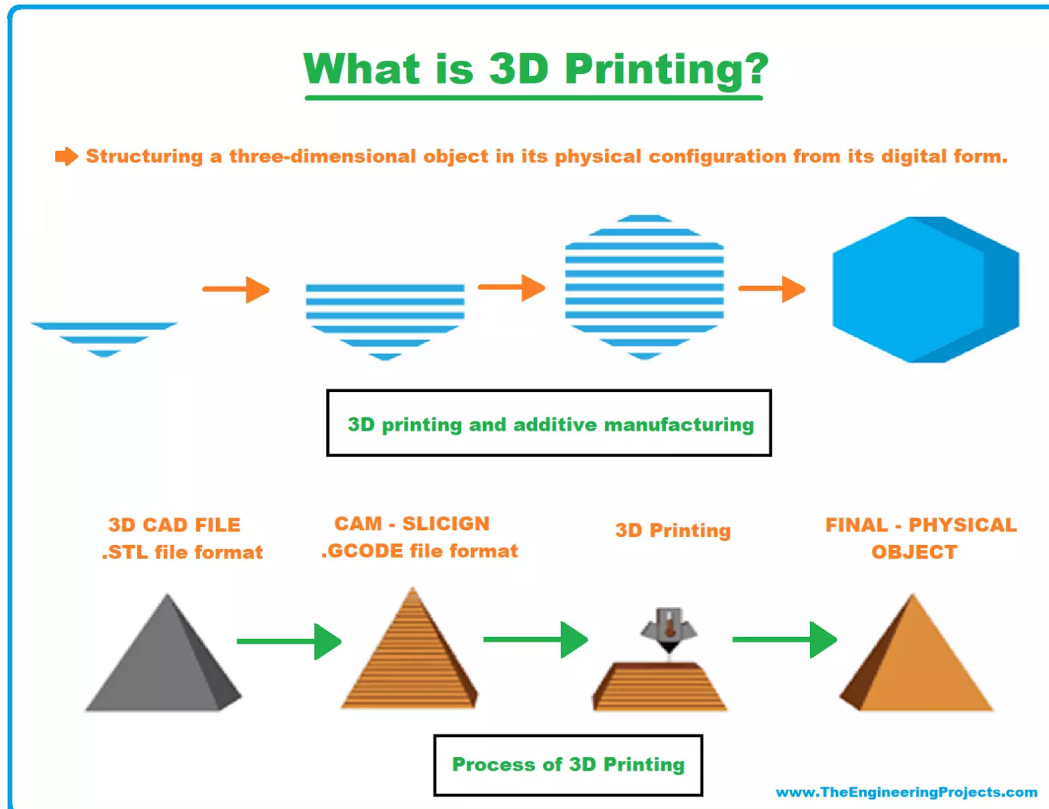 What is 3D Printing?
Structuring a three-dimensional object in its physical configuration from its digital form.
3D printing and additive manufacturing
3D CAD FILE
.STL file format
CAM - SLICIGN
.GCODE file format
3D Printing
FINAL - PHYSICAL
OBJECT
Process of 3D Printing
www.TheEngineeringProjects.com